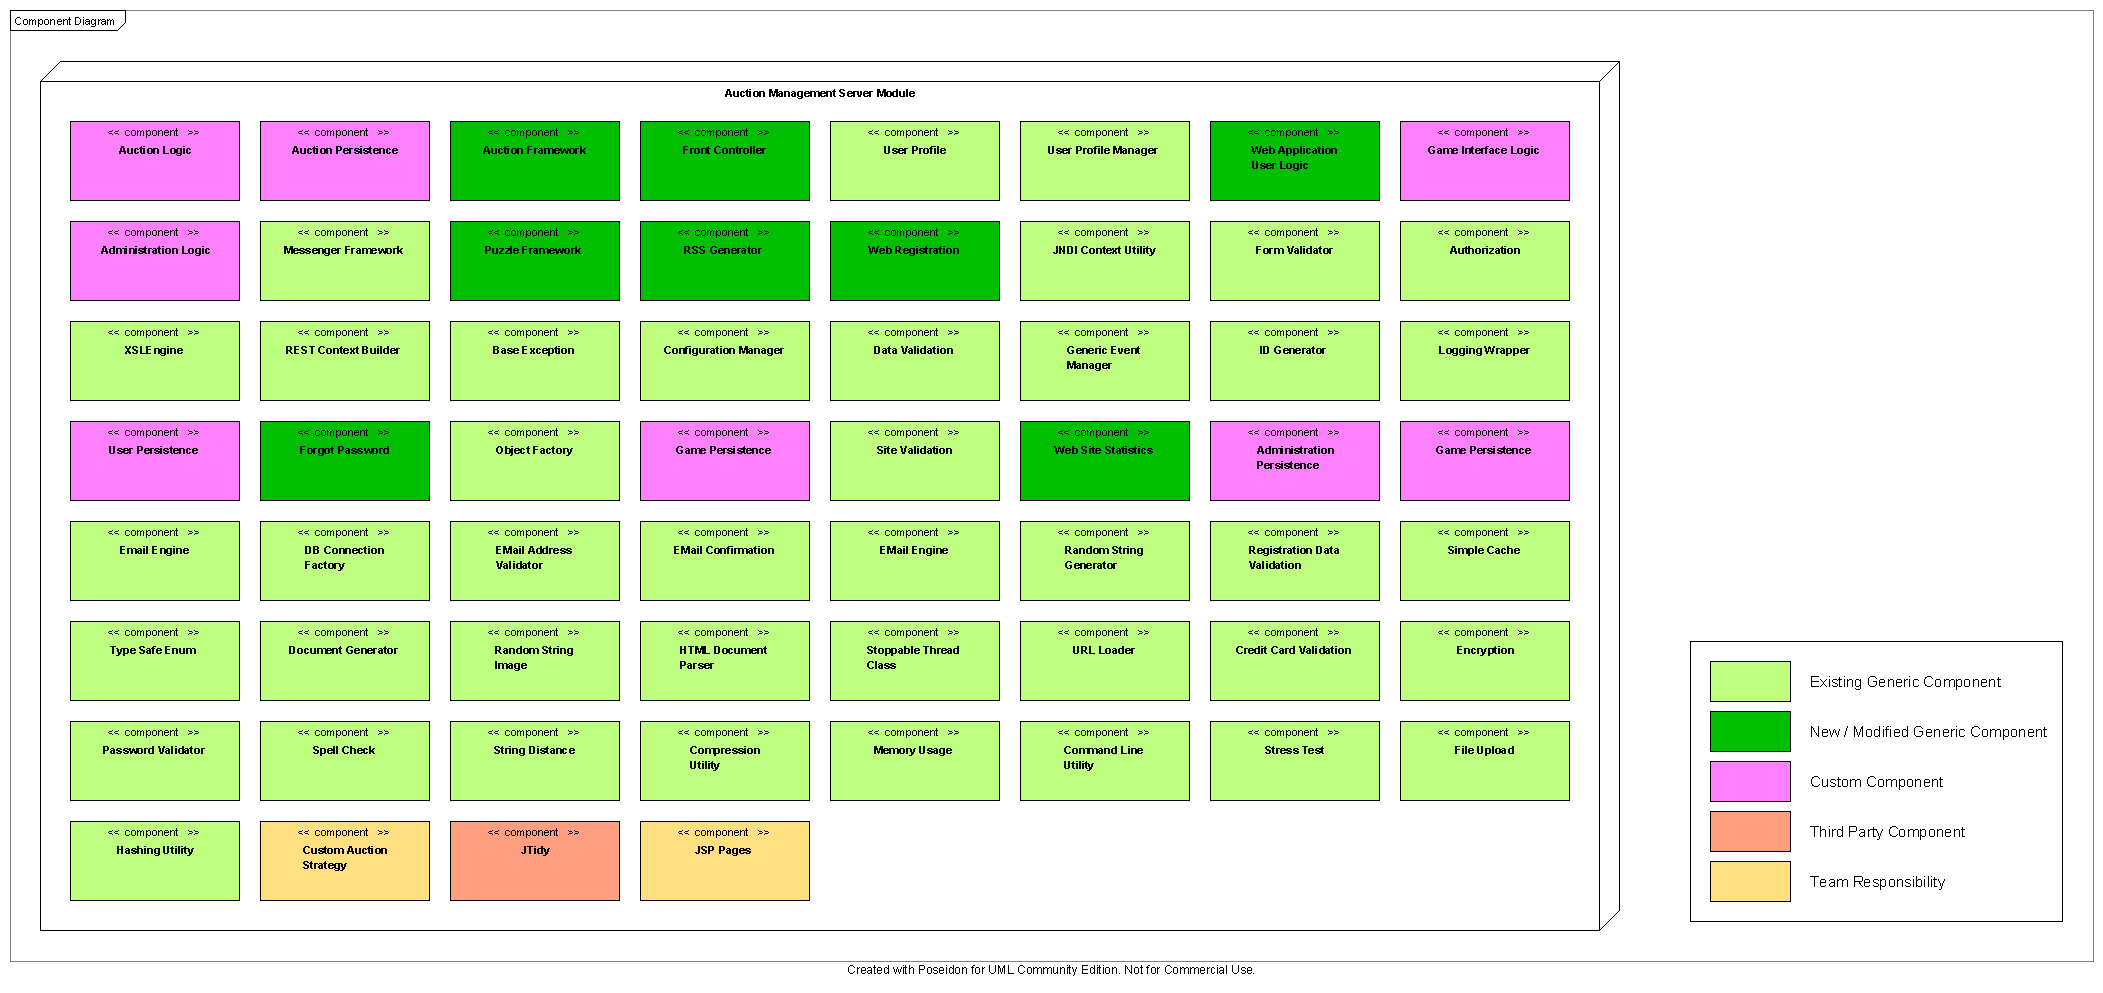 Component Diagram
Auction Management Server Module
<< component >>
Auction Logic
<< component >>
Auction Persistence
<< component >>
Auction Framework
<< component >>
Front Controller
<< component >>
User Profile
<< component >>
User Profile Manager
<< component >>
Web Application
User Logic
<< component >>
Game Interface Logic
<< component >>
Administration Logic
<< component >>
Messenger Framework
<< component >>
Puzzle Framework
<< component >>
RSS Generator
<< component >>
Web Registration
<< component >>
JNDI Context Utility
<< component >>
Form Validator
<< component >>
Authorization
<< component >>
XSLEngine
<< component >>
REST Context Builder
<< component >>
Base Exception
<< component >>
Configuration Manager
<< component >>
Data Validation
<< component >>
Generic Event
Manager
<< component >>
ID Generator
<< component >>
Logging Wrapper
<< component >>
User Persistence
<< component >>
Forgot Password
<< component >>
Object Factory
<< component >>
Game Persistence
<< component >>
Site Validation
<< component >>
Web Site Statistics
<< component >>
Administration
Persistence
<< component >>
Game Persistence
<< component >>
Email Engine
<< component >>
DB Connection
Factory
<< component >>
EMail Address
Validator
<< component >>
EMail Confirmation
<< component >>
EMail Engine
<< component >>
Random String
Generator
<< component >>
Registration Data
Validation
<< component >>
Simple Cache
<< component >>
Type Safe Enum
<< component >>
Document Generator
<< component >>
Random String
Image
<< component >>
HTML Document
Parser
<< component >>
Stoppable Thread
Class
<< component >>
URL Loader
<< component >>
Credit Card Validation
<< component >>
Encryption
<< component >>
Password Validator
<< component >>
Spell Check
<< component >>
String Distance
<< component >>
Compression
Utility
<< component >>
Memory Usage
<< component >>
Command Line
Utility
<< component >>
Stress Test
<< component >>
File Upload
<< component >>
Hashing Utility
<< component >>
Custom Auction
Strategy
<< component >>
JTidy
<< component >>
JSP Pages
Existing Generic Component
New / Modified Generic Component
Custom Component
Third Party Component
Team Responsibility
Created with Poseidon for UML Community Edition. Not for Commercial Use.